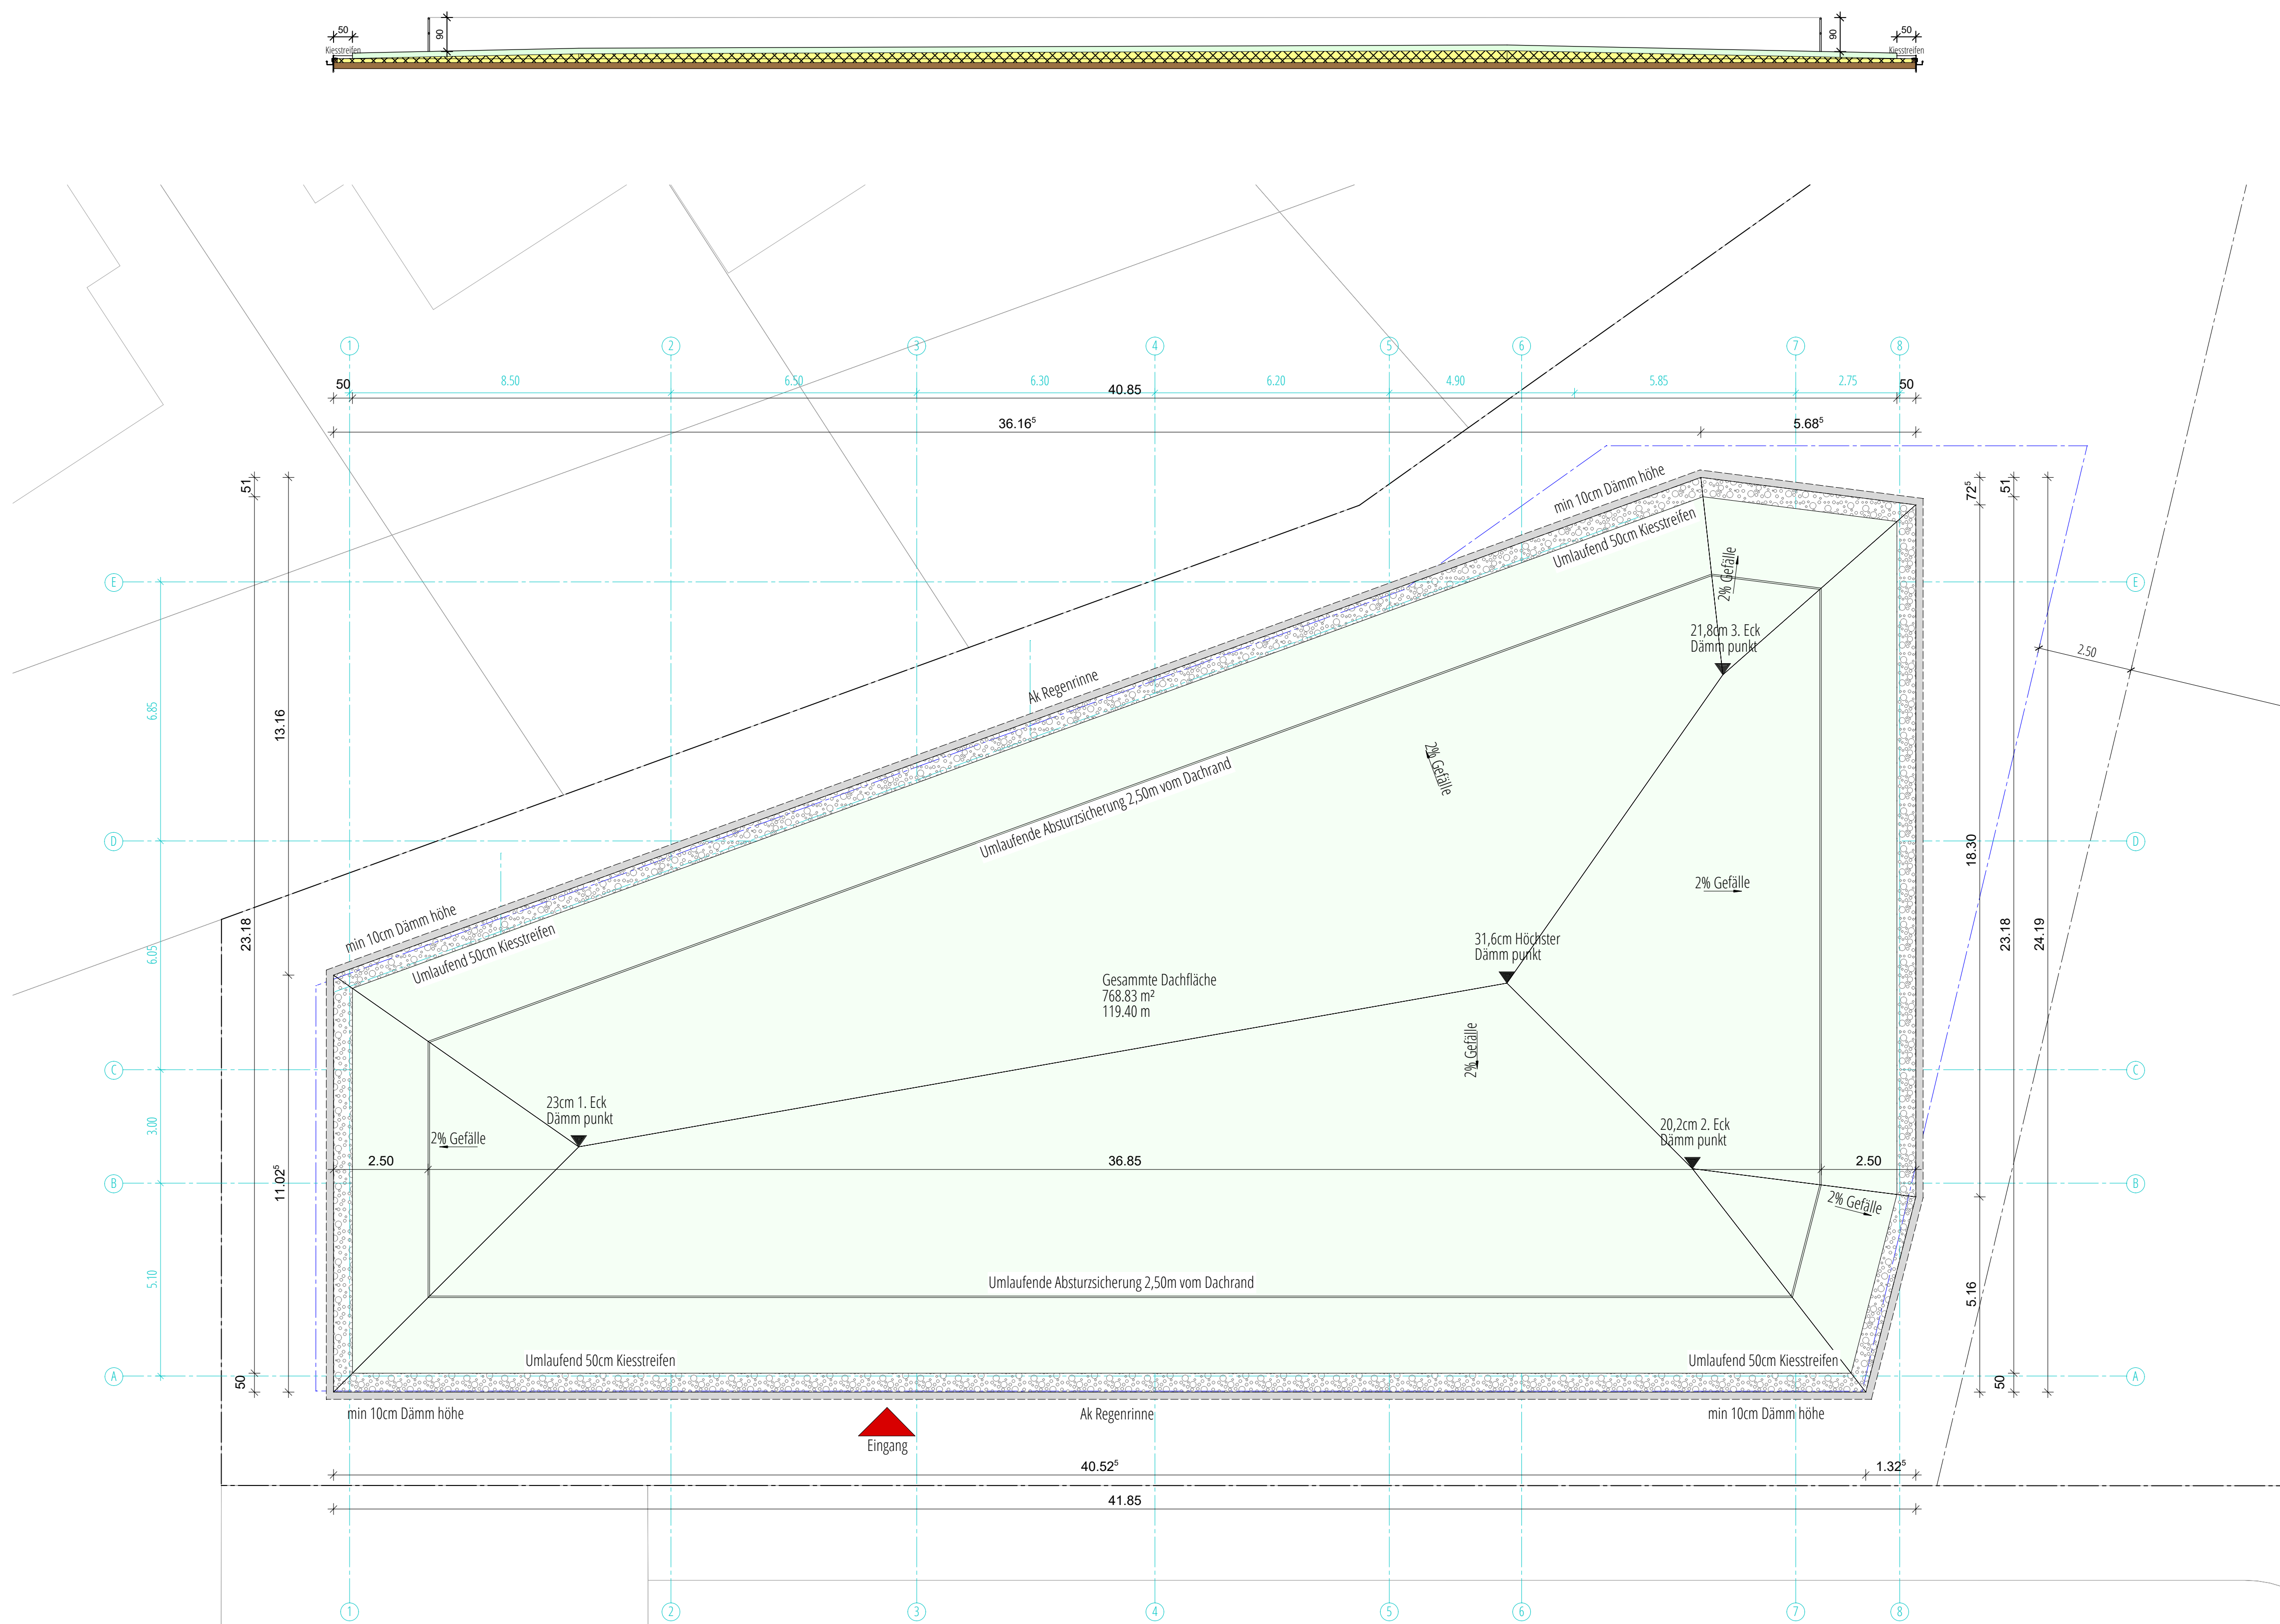 50
Kiesstreifen
90
90
50
Kiesstreifen
1
2
3
4
5
6
7
8
8.50
6.50
6.30
6.20
4.90
5.85
2.75
50
40.85
50
36.16⁵
5.68⁵
51
13.16
23.18
11.02⁵
50
72⁵
51
18.30
23.18
24.19
5.16
50
2.50
E
D
C
B
A
E
D
C
B
A
6.85
6.05
3.00
5.10
min 10cm Dämm höhe
Umlaufend 50cm Kiesstreifen
2% Gefälle
21,8cm 3. Eck
Dämm punkt
Ak Regenrinne
2% Gefälle
Umlaufende Absturzsicherung 2,50m vom Dachrand
2% Gefälle
min 10cm Dämm höhe
Umlaufend 50cm Kiesstreifen
31,6cm Höchster
Dämm punkt
Gesammte Dachfläche
768.83 m²
119.40 m
2% Gefälle
23cm 1. Eck
Dämm punkt
2% Gefälle
20,2cm 2. Eck
Dämm punkt
2.50
36.85
2.50
2% Gefälle
Umlaufende Absturzsicherung 2,50m vom Dachrand
Umlaufend 50cm Kiesstreifen
Umlaufend 50cm Kiesstreifen
min 10cm Dämm höhe
Ak Regenrinne
min 10cm Dämm höhe
Eingang
40.52⁵
1.32⁵
41.85
1
2
3
4
5
6
7
8